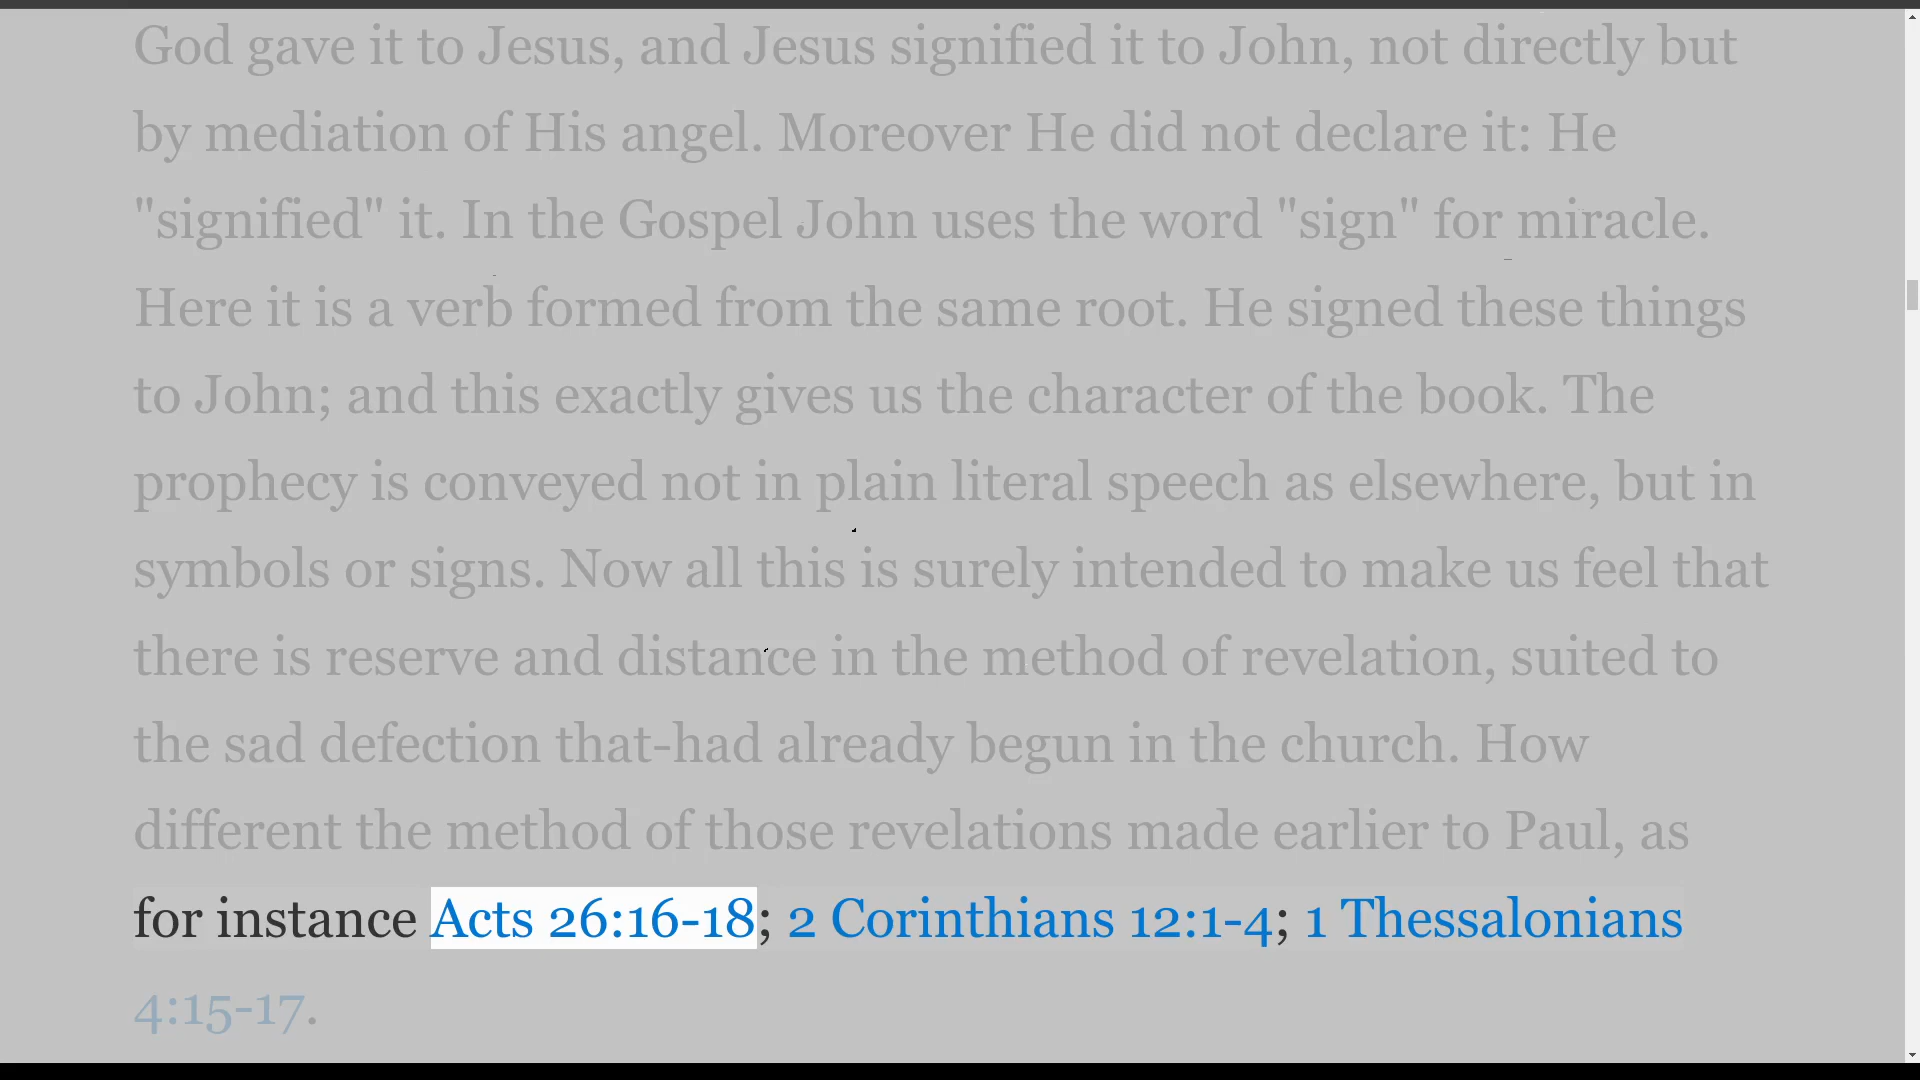 God gave it to Jesus, and Jesus signified it to John, not directly but
by mediation of His angel. Moreover He did not declare it: He
"signified" it. In the Gospel John uses the word "sign" for miracle.
Here it is a verb formed from the same root. He signed these things
to John; and this exactly gives us the character of the book. The
prophecy is conveyed not in plain literal speech as elsewhere, but in
symbols or signs. Now all this is surely intended to make us feel that
there is reserve and distance in the method of revelation, suited to
the sad defection that-had already begun in the church. How
different the method of those revelations made earlier to Paul, as
for instance Acts 26:16-18; 2 Corinthians 12:1-4; 1 Thessalonians
4:15-17.